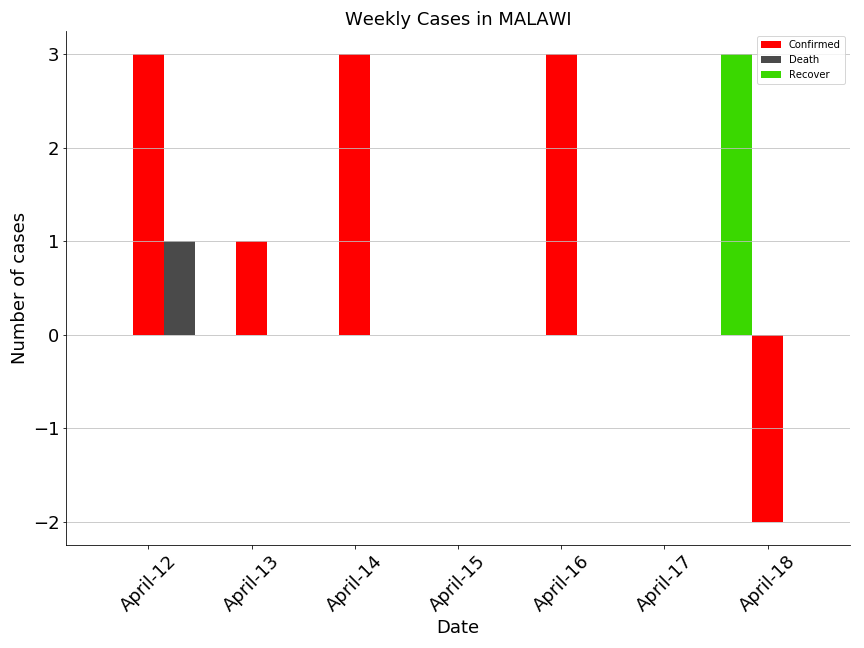 Weekly Cases in MALAWI
Confirmed
Death
Recover
3
2
1
0
−1
−2
Number of cases
April-12
April-13
April-14
April-15
April-16
April-17
April-18
Date